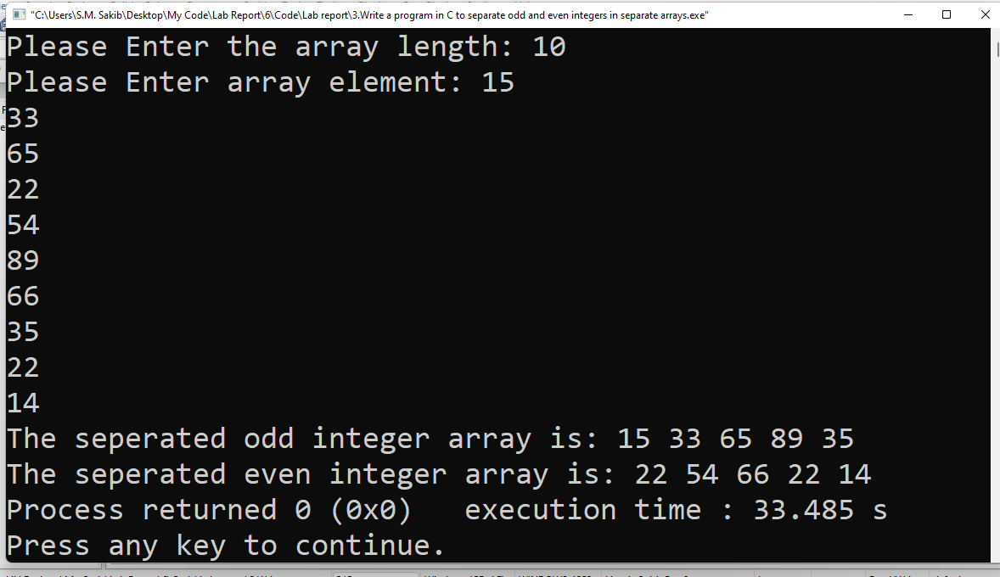 "C:\Users\S.M. Sakib\Desktop\My Code\Lab Report\6\Code\Lab report\3.Write a program in C to separate odd and even integers in separate arrays.exe"
Please Enter the array length: 10
Please Enter array element: 15
33
65
22
54
89
66
35
22
14
The seperated odd integer array is: 15 33 65 89 35
The seperated even integer array is: 22 54 66 22 14
Process returned 0 (0x0)   execution time : 33.485 s
Press any key to continue.